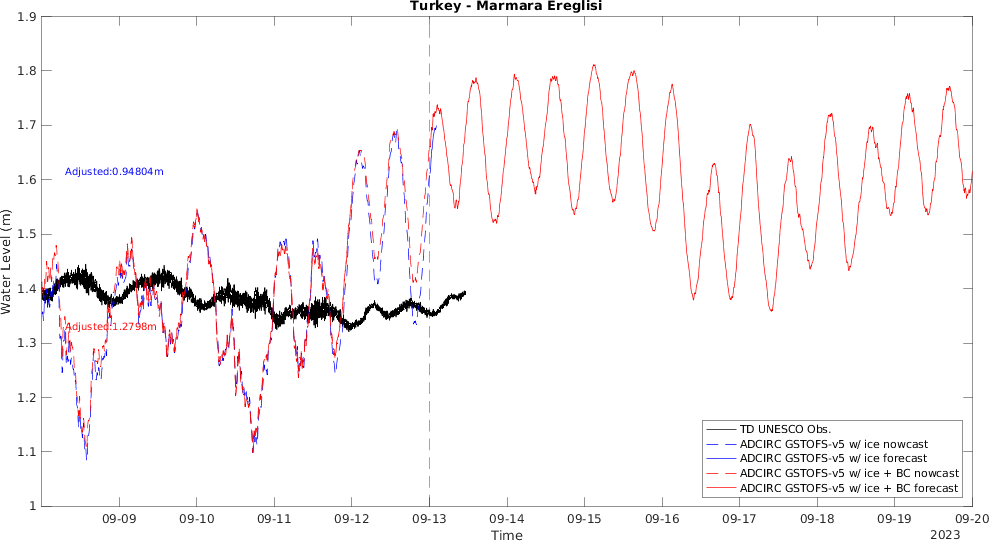 Turkey - Marmara Ereglisi
Water Level (m)
1.9
1.8
1.7
1.6
1.5
1.4
1.3
1.2
1.1
1
Adjusted:0.94804m
Adjusted:1.2798m
TD UNESCO Obs.
ADCIRC GSTOFS-v5 w/ ice nowcast
ADCIRC GSTOFS-v5 w/ ice forecast
ADCIRC GSTOFS-v5 w/ ice + BC nowcast
ADCIRC GSTOFS-v5 w/ ice + BC forecast
09-09 09-10 09-11 09-12 09-13 09-14 09-15 09-16 09-17 09-18 09-19 09-20
Time
2023